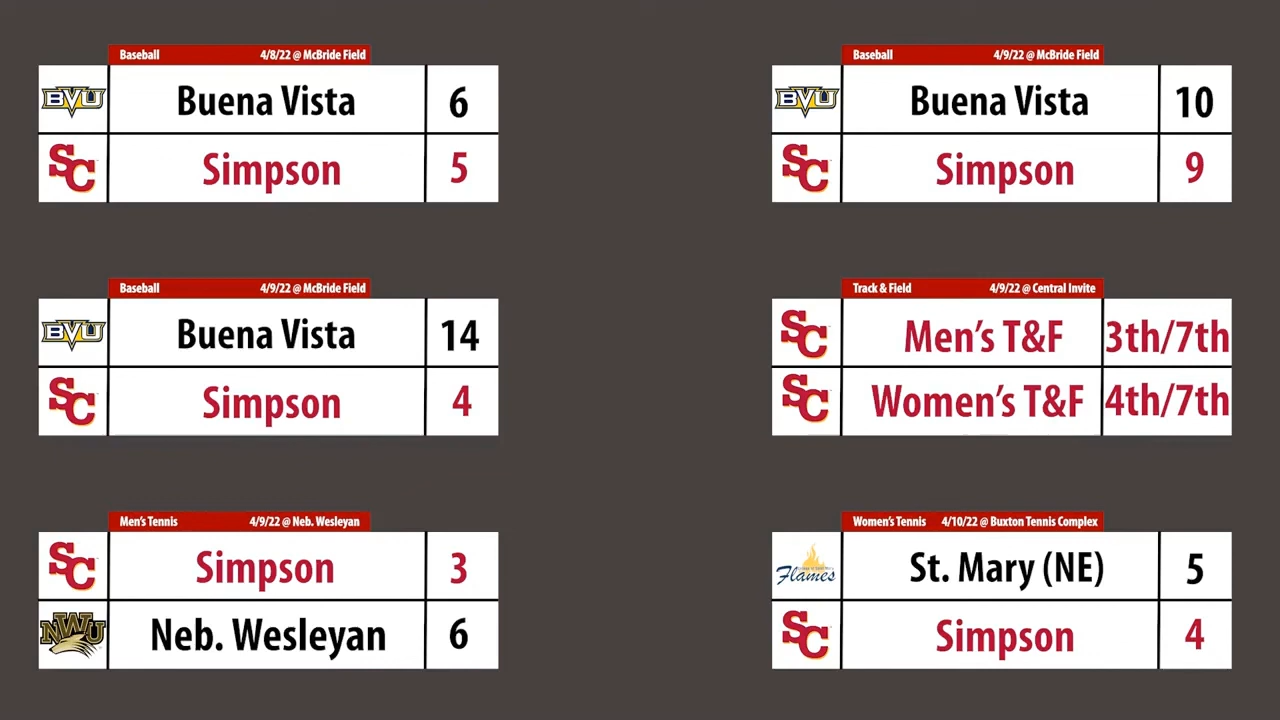 Baseball 4/8/22 @ McBride Field
BVU Buena Vista 6
SC Simpson 5
Baseball 4/9/22 @ McBride Field
BVU Buena Vista 10
SC Simpson 9
Baseball 4/9/22 @ McBride Field
BVU Buena Vista 14
SC Simpson 4
Track & Field 4/9/22 @ Central Invite
SC Men's T&F 3th/7th
SC Women's T&F 4th/7th
Men's Tennis 4/9/22 @ Neb. Wesleyan
SC Simpson 3
NWU Neb. Wesleyan 6
Women's Tennis 4/10/22 @ Buxton Tennis Complex
Flames St. Mary (NE) 5
SC Simpson 4